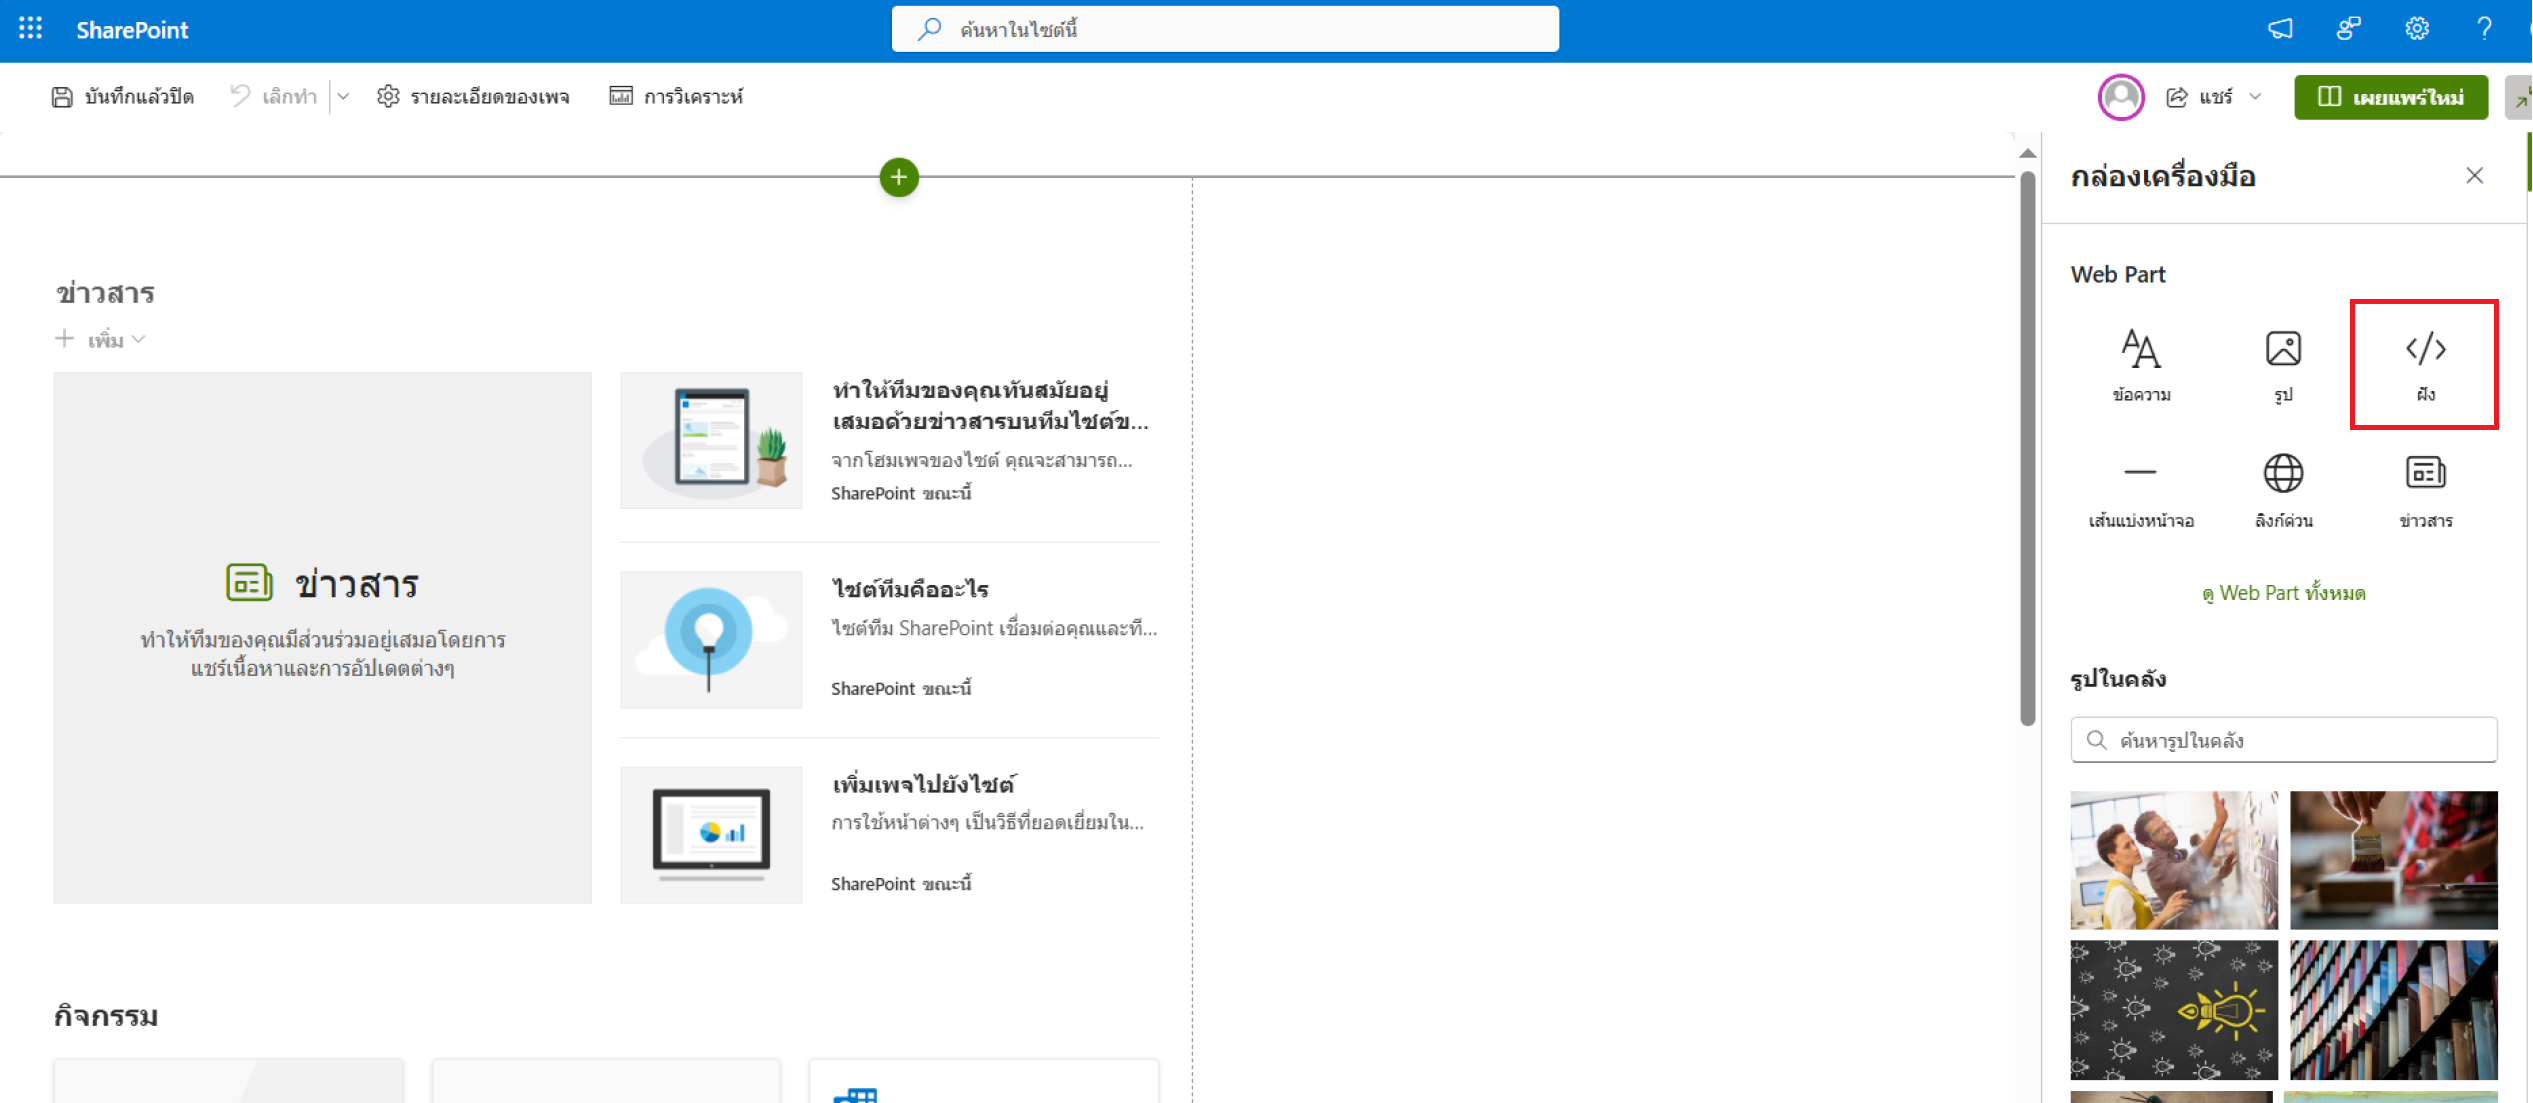 SharePoint
ค้นหาในไซต์นี้
บันทึกแล้วปิด
เลิกทำ
รายละเอียดของเพจ
การวิเคราะห์
แชร์
เผยแพร่ใหม่
ข่าวสาร
เพิ่ม
ข่าวสาร
ทำให้ทีมของคุณมีส่วนร่วมอยู่เสมอโดยการ
แชร์เนื้อหาและการอัปเดตต่างๆ
ทำให้ทีมของคุณทันสมัยอยู่
เสมอด้วยข่าวสารบนทีมไซต์ข...
จากโฮมเพจของไซต์ คุณจะสามารถ...
SharePoint ขณะนี้
ไซต์ทีมคืออะไร
ไซต์ทีม SharePoint เชื่อมต่อคุณและที...
SharePoint ขณะนี้
เพิ่มเพจไปยังไซต์
การใช้หน้าต่างๆ เป็นวิธีที่ยอดเยี่ยมใน...
SharePoint ขณะนี้
กิจกรรม
กล่องเครื่องมือ
Web Part
ข้อความ
รูป
ฝัง
เส้นแบ่งหน้าจอ
ลิงก์ด่วน
ข่าวสาร
ดู Web Part ทั้งหมด
รูปในคลัง
ค้นหารูปในคลัง